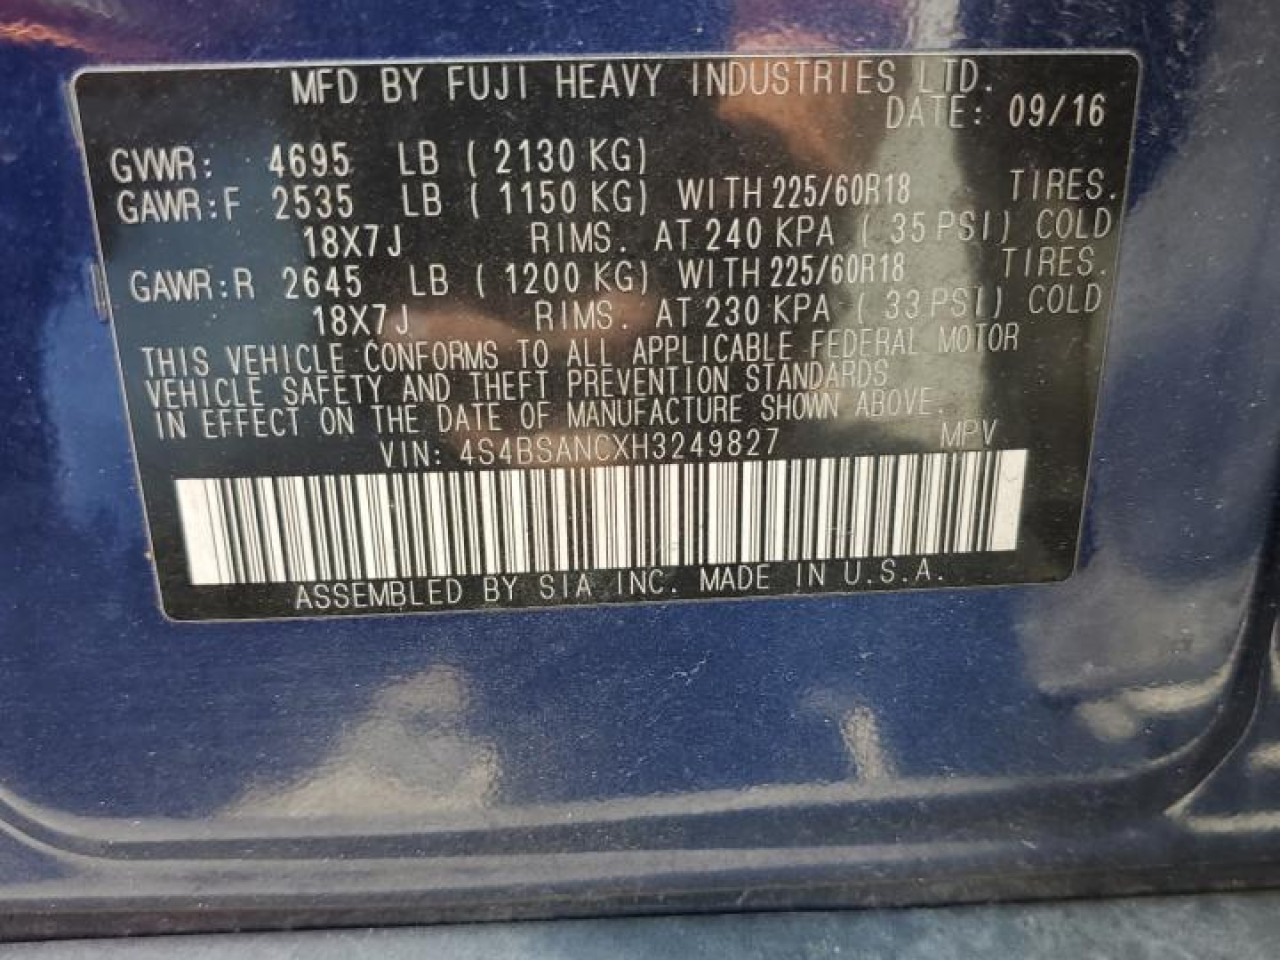 MFD BY FUJI HEAVY INDUSTRIES LTD.
DATE: 09/16
GVWR: 4695 LB ( 2130 KG)
GAWR:F 2535 LB ( 1150 KG) WITH 225/60R18 TIRES.
18X7J RIMS. AT 240 KPA ( 35 PSI) COLD
GAWR:R 2645 LB ( 1200 KG) WITH 225/60R18 TIRES.
18X7J RIMS. AT 230 KPA ( 33 PSI) COLD
THIS VEHICLE CONFORMS TO ALL APPLICABLE FEDERAL MOTOR
VEHICLE SAFETY AND THEFT PREVENTION STANDARDS
IN EFFECT ON THE DATE OF MANUFACTURE SHOWN ABOVE.
VIN: 4S4BSANCXH3249827 MPV
ASSEMBLED BY SIA INC. MADE IN U.S.A.